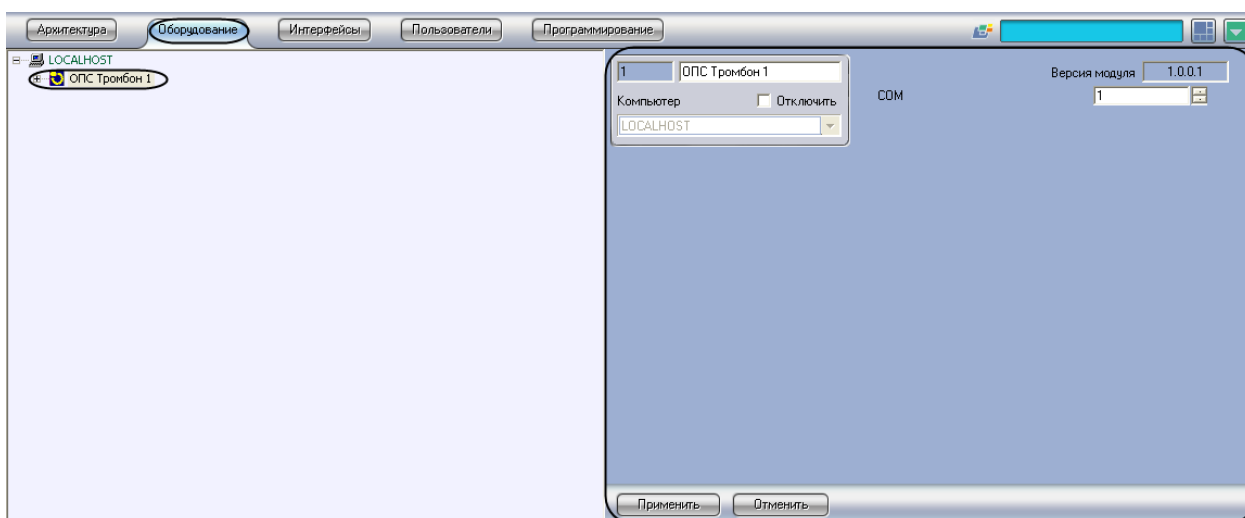 Архитектура Оборудование Интерфейсы Пользователи Программирование
LOCALHOST
ОПС Тромбон 1
1 ОПС Тромбон 1
Компьютер Отключить
LOCALHOST
COM
Версия модуля 1.0.0.1
1
Применить Отменить